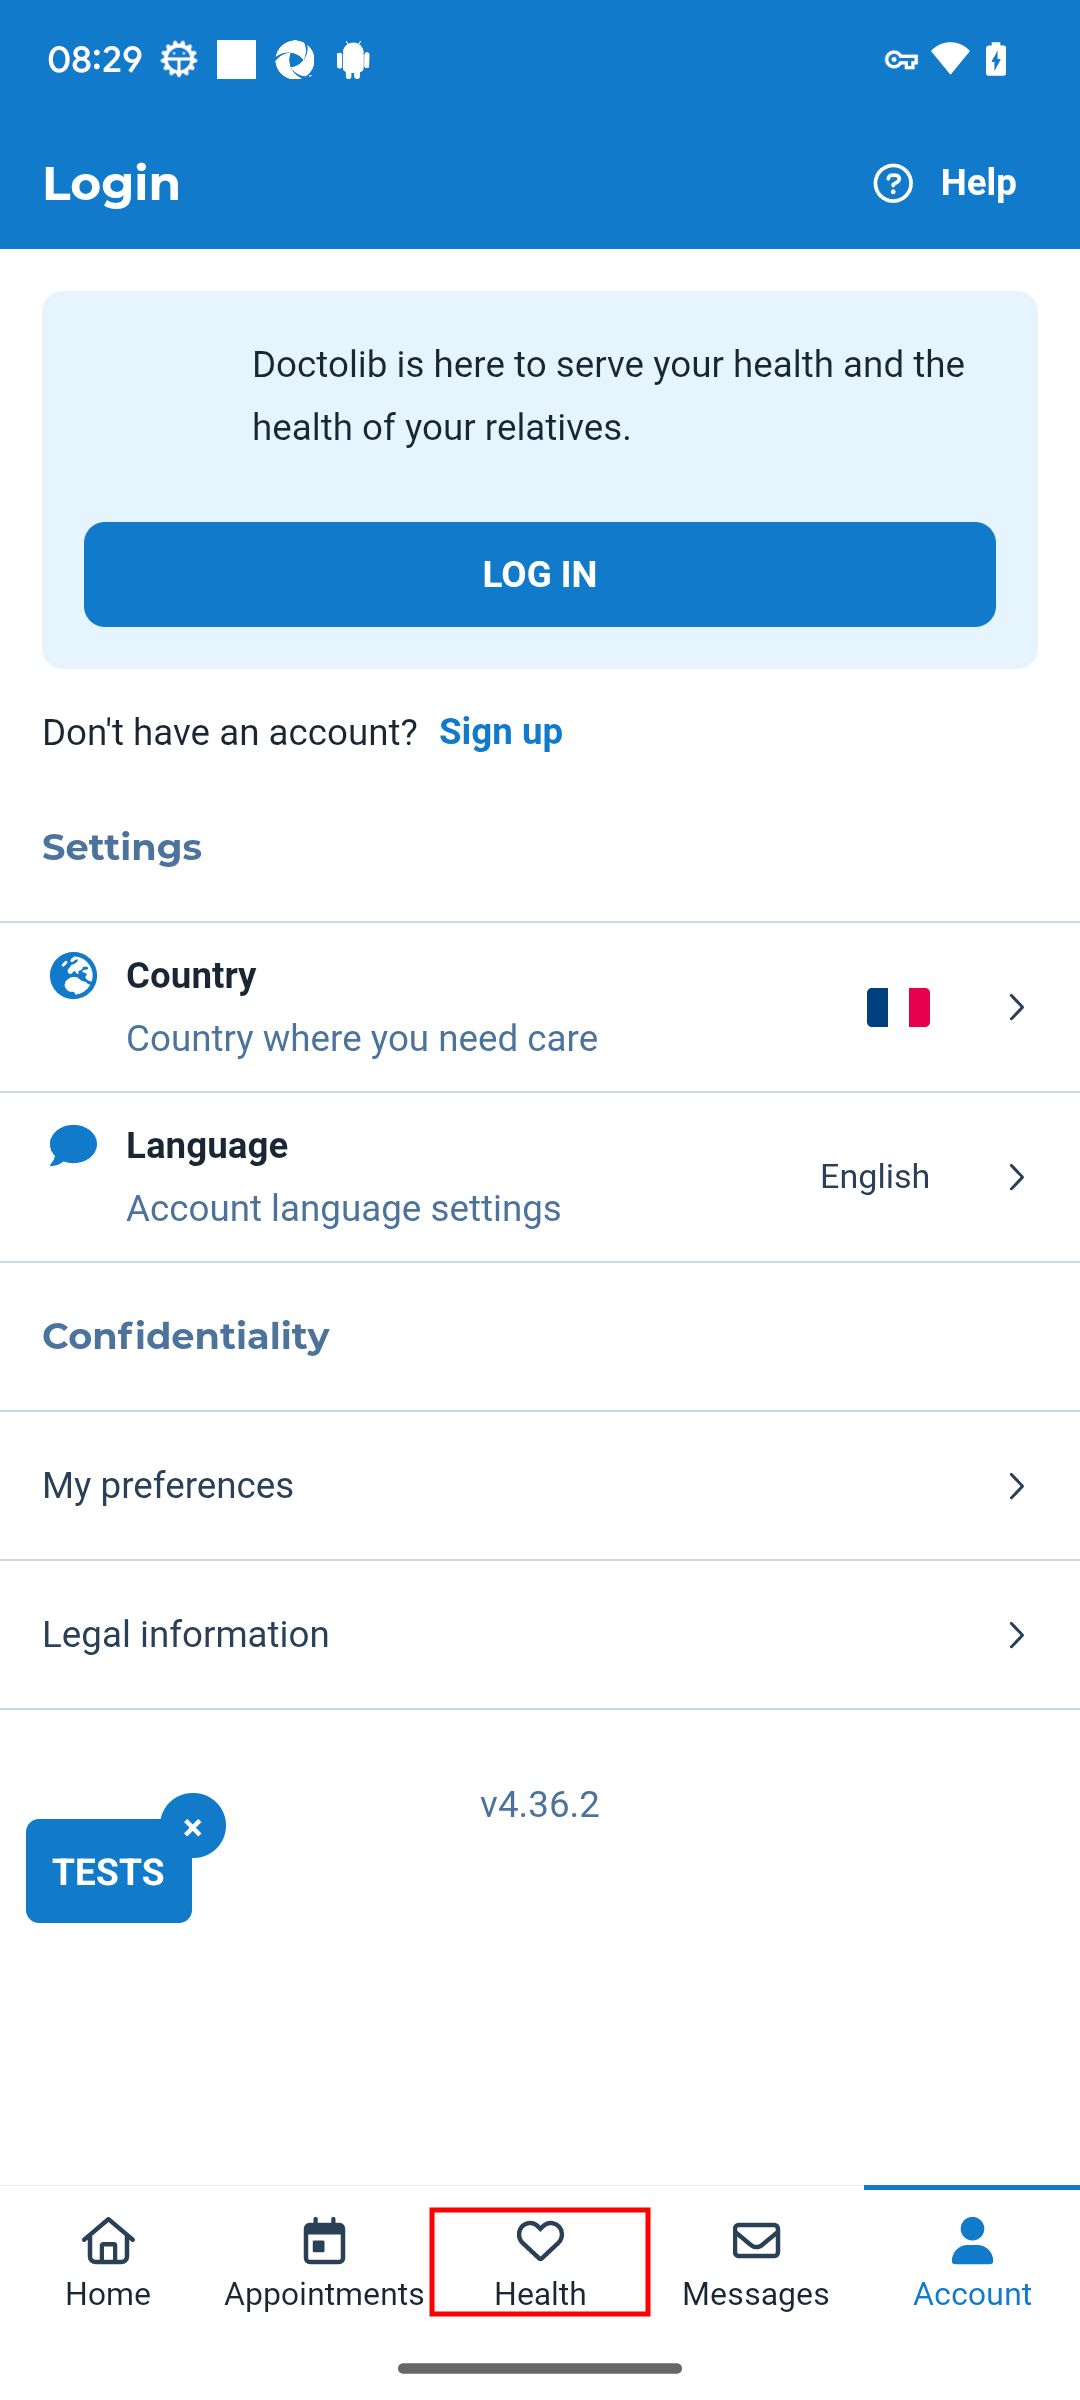 08:29
Login
Help
Doctolib is here to serve your health and the
health of your relatives.
LOG IN
Don't have an account? Sign up
Settings
Country
Country where you need care
Language
Account language settings
English
Confidentiality
My preferences
Legal information
v4.36.2
×
TESTS
Home
Appointments
Health
Messages
Account